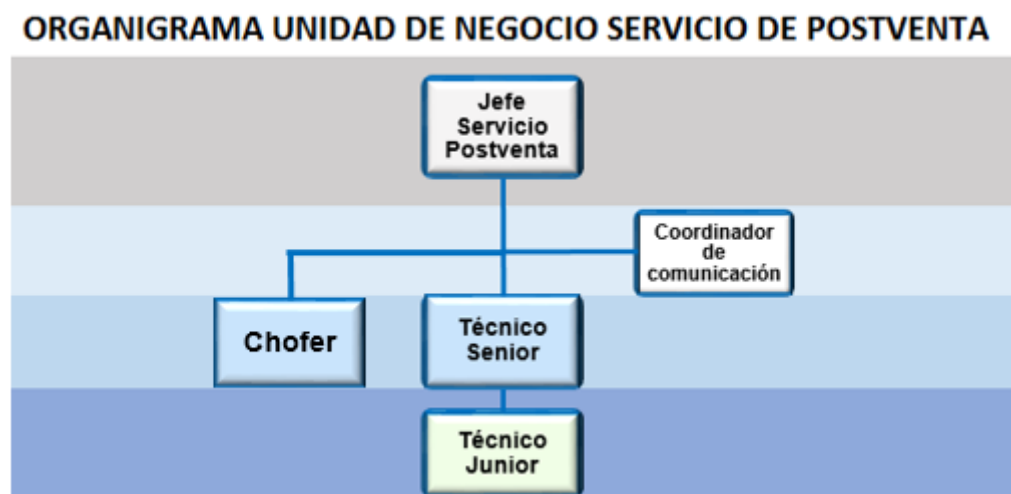 ORGANIGRAMA UNIDAD DE NEGOCIO SERVICIO DE POSTVENTA
Jefe
Servicio
Postventa
Coordinador
de
comunicación
Chofer
Técnico
Senior
Técnico
Junior